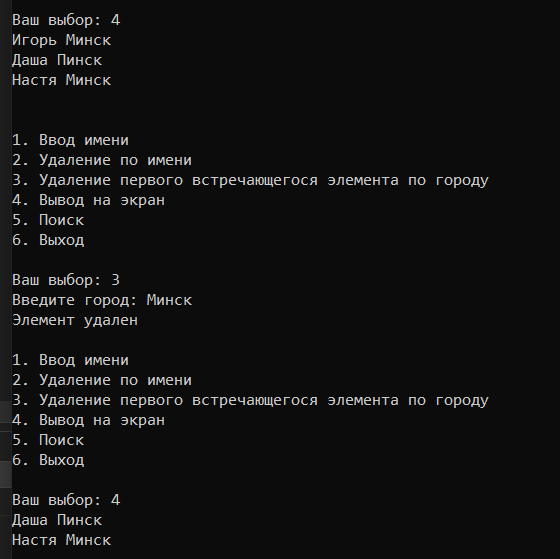 Ваш выбор: 4
Игорь Минск
Даша Пинск
Настя Минск
1. Ввод имени
2. Удаление по имени
3. Удаление первого встречающегося элемента по городу
4. Вывод на экран
5. Поиск
6. Выход
Ваш выбор: 3
Введите город: Минск
Элемент удален
1. Ввод имени
2. Удаление по имени
3. Удаление первого встречающегося элемента по городу
4. Вывод на экран
5. Поиск
6. Выход
Ваш выбор: 4
Даша Пинск
Настя Минск